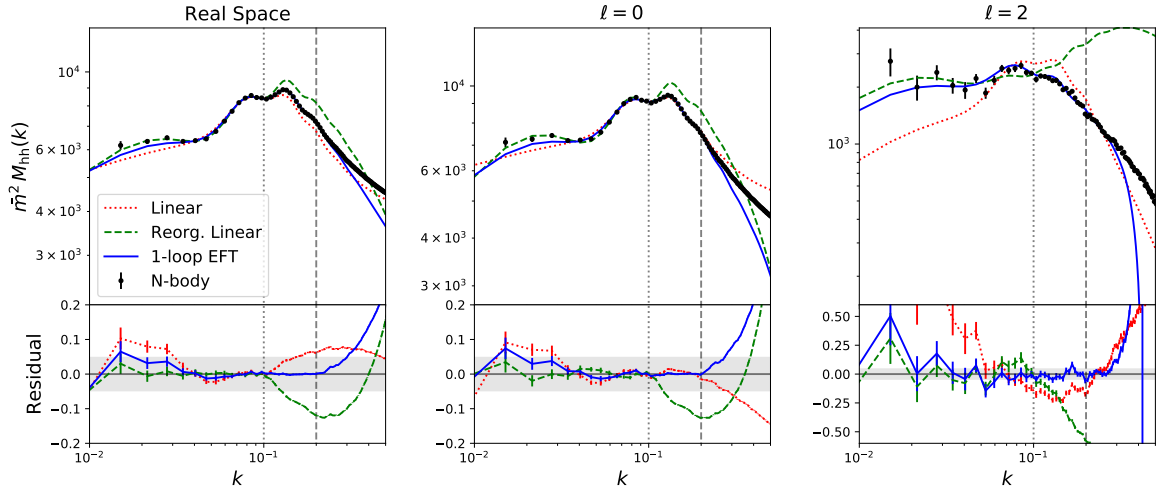 Real Space
ℓ = 0
ℓ = 2
m̄² M_hh(k)
10⁴
6 × 10³
4 × 10³
3 × 10³
Linear
Reorg. Linear
1-loop EFT
N-body
10⁴
6 × 10³
4 × 10³
3 × 10³
10³
Residual
0.2
0.1
0.0
−0.1
−0.2
0.2
0.1
0.0
−0.1
−0.2
0.50
0.25
0.00
−0.25
−0.50
10⁻²
10⁻¹
10⁻²
10⁻¹
10⁻²
10⁻¹
k
k
k